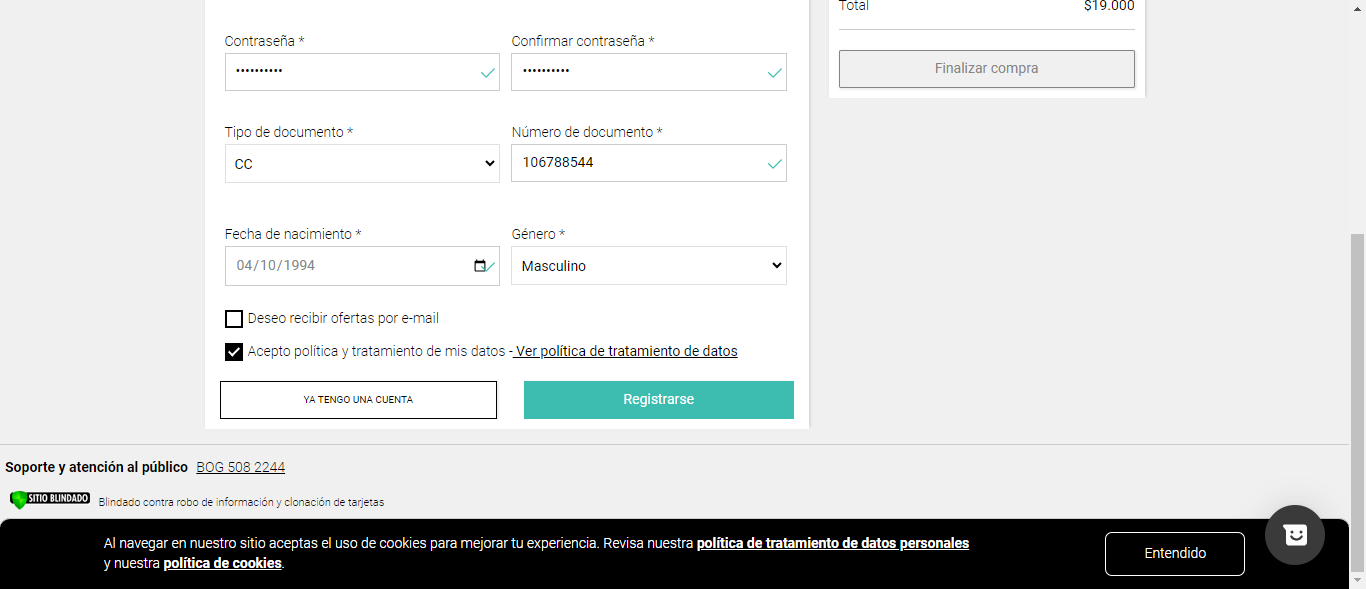 Total $19.000
Contraseña * Confirmar contraseña *
•••••••••• ••••••••••
Finalizar compra
Tipo de documento * Número de documento *
CC 106788544
Fecha de nacimiento * Género *
04/10/1994 Masculino
Deseo recibir ofertas por e-mail
Acepto política y tratamiento de mis datos - Ver política de tratamiento de datos
YA TENGO UNA CUENTA Registrarse
Soporte y atención al público BOG 508 2244
SITIO BLINDADO Blindado contra robo de información y clonación de tarjetas
Al navegar en nuestro sitio aceptas el uso de cookies para mejorar tu experiencia. Revisa nuestra política de tratamiento de datos personales
y nuestra política de cookies.
Entendido